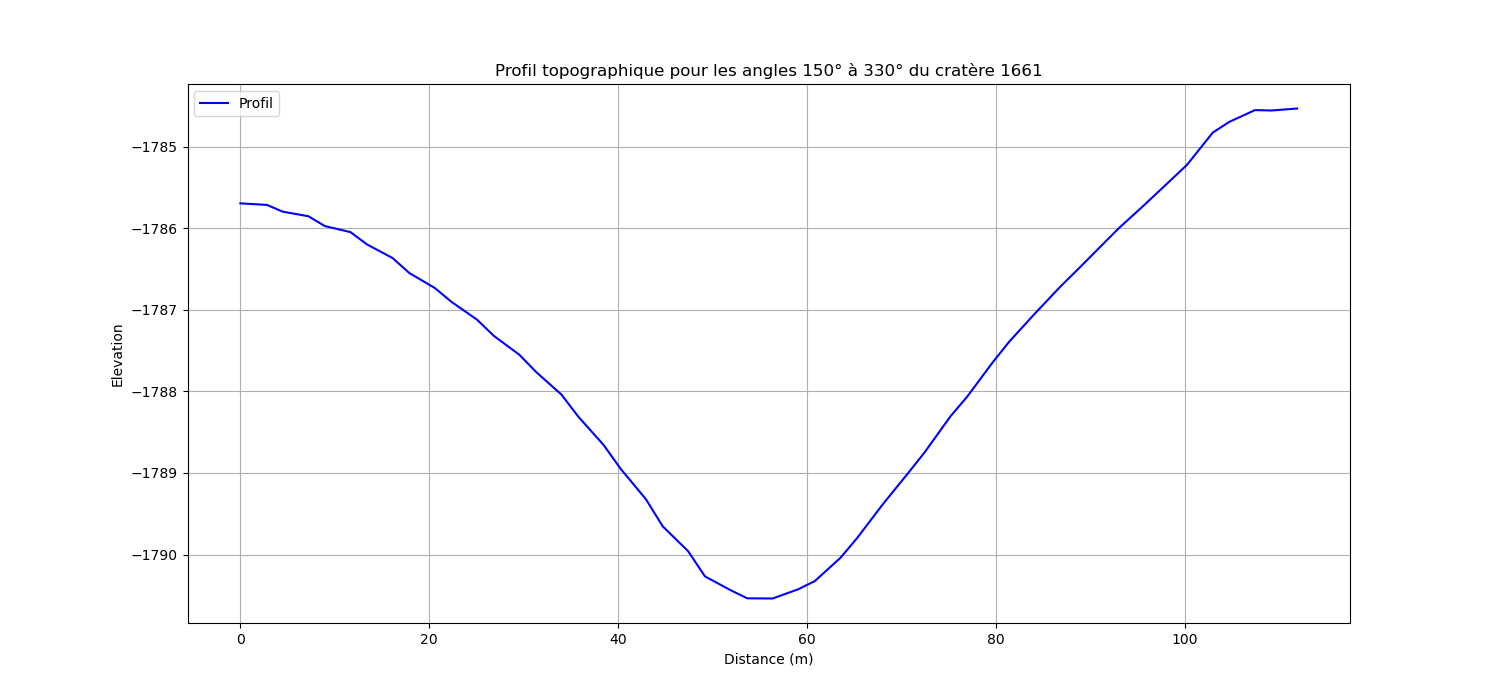 Profil topographique pour les angles 150° à 330° du cratère 1661
Profil
−1785
−1786
−1787
−1788
−1789
−1790
Elevation
0 20 40 60 80 100
Distance (m)